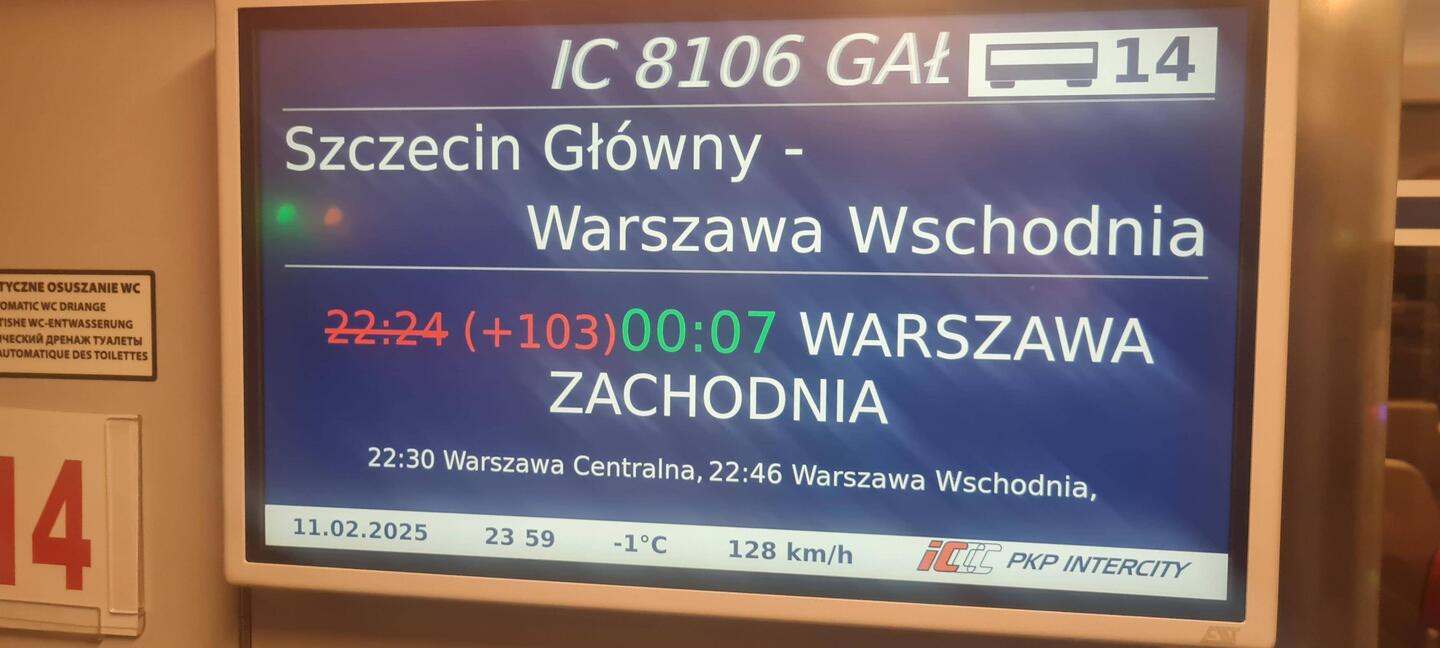 IC 8106 GAŁ 14
Szczecin Główny -
Warszawa Wschodnia
22:24 (+103)00:07 WARSZAWA
ZACHODNIA
22:30 Warszawa Centralna, 22:46 Warszawa Wschodnia,
11.02.2025 23 59 -1°C 128 km/h IC PKP INTERCITY
TYCZNE OSUSZANIE WC
OMATIC WC DRIANGE
TISHE WC-ENTWASSERUNG
ИЧЕСКИЙ ДРЕНАЖ ТУАЛЕТЫ
AUTOMATIQUE DES TOILETTES
14